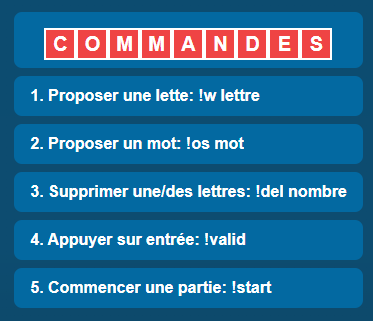 COMMANDES
1. Proposer une lette: !w lettre
2. Proposer un mot: !os mot
3. Supprimer une/des lettres: !del nombre
4. Appuyer sur entrée: !valid
5. Commencer une partie: !start